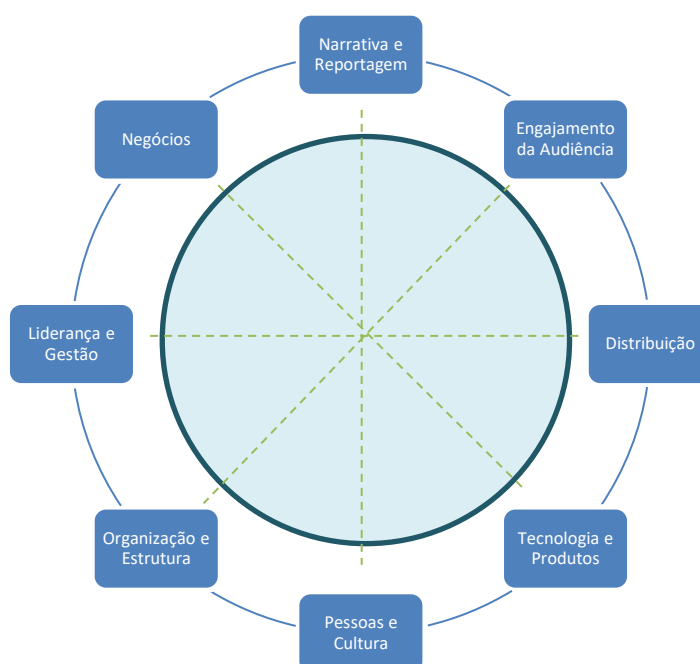 Narrativa e
Reportagem
Engajamento
da Audiência
Distribuição
Tecnologia e
Produtos
Pessoas e
Cultura
Organização e
Estrutura
Liderança e
Gestão
Negócios